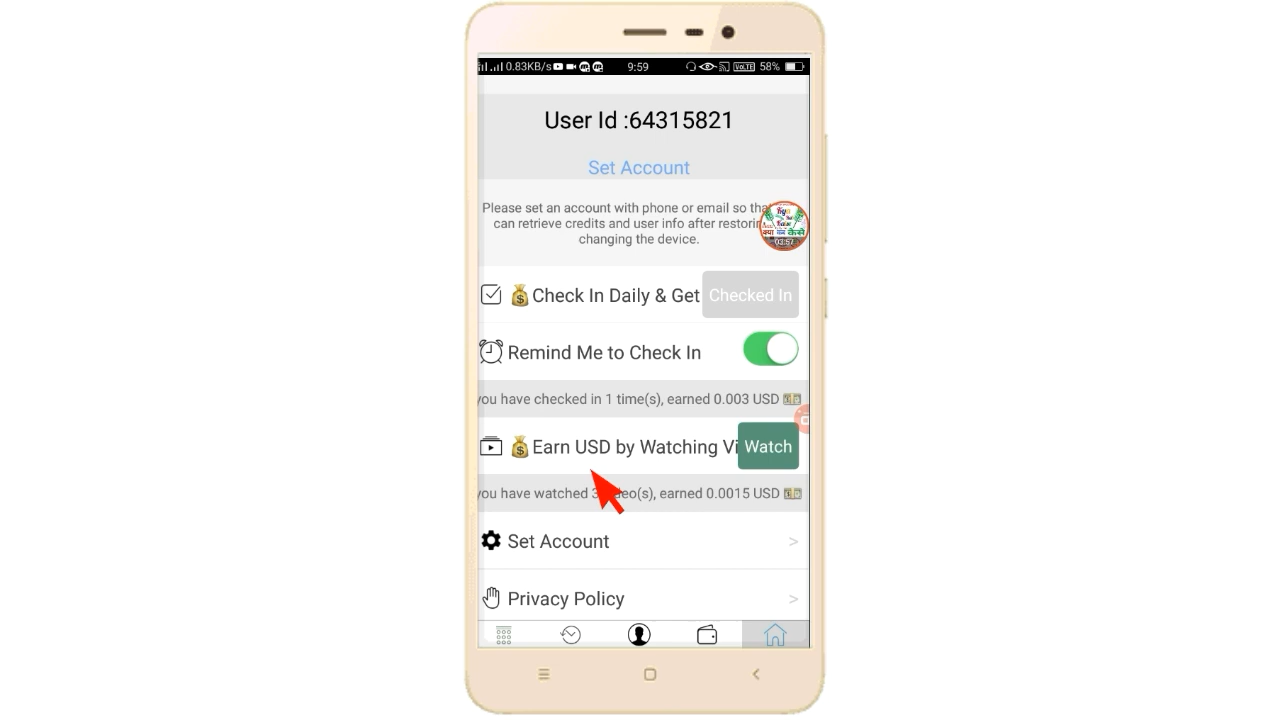 0.83KB/s
9:59
VoLTE 58%
User Id :64315821
Set Account
Please set an account with phone or email so that
can retrieve credits and user info after restoring
changing the device.
03:57
Check In Daily & Get
Checked In
Remind Me to Check In
you have checked in 1 time(s), earned 0.003 USD
Earn USD by Watching Vi
Watch
you have watched 3 earned 0.0015 USD
Set Account
>
Privacy Policy
>